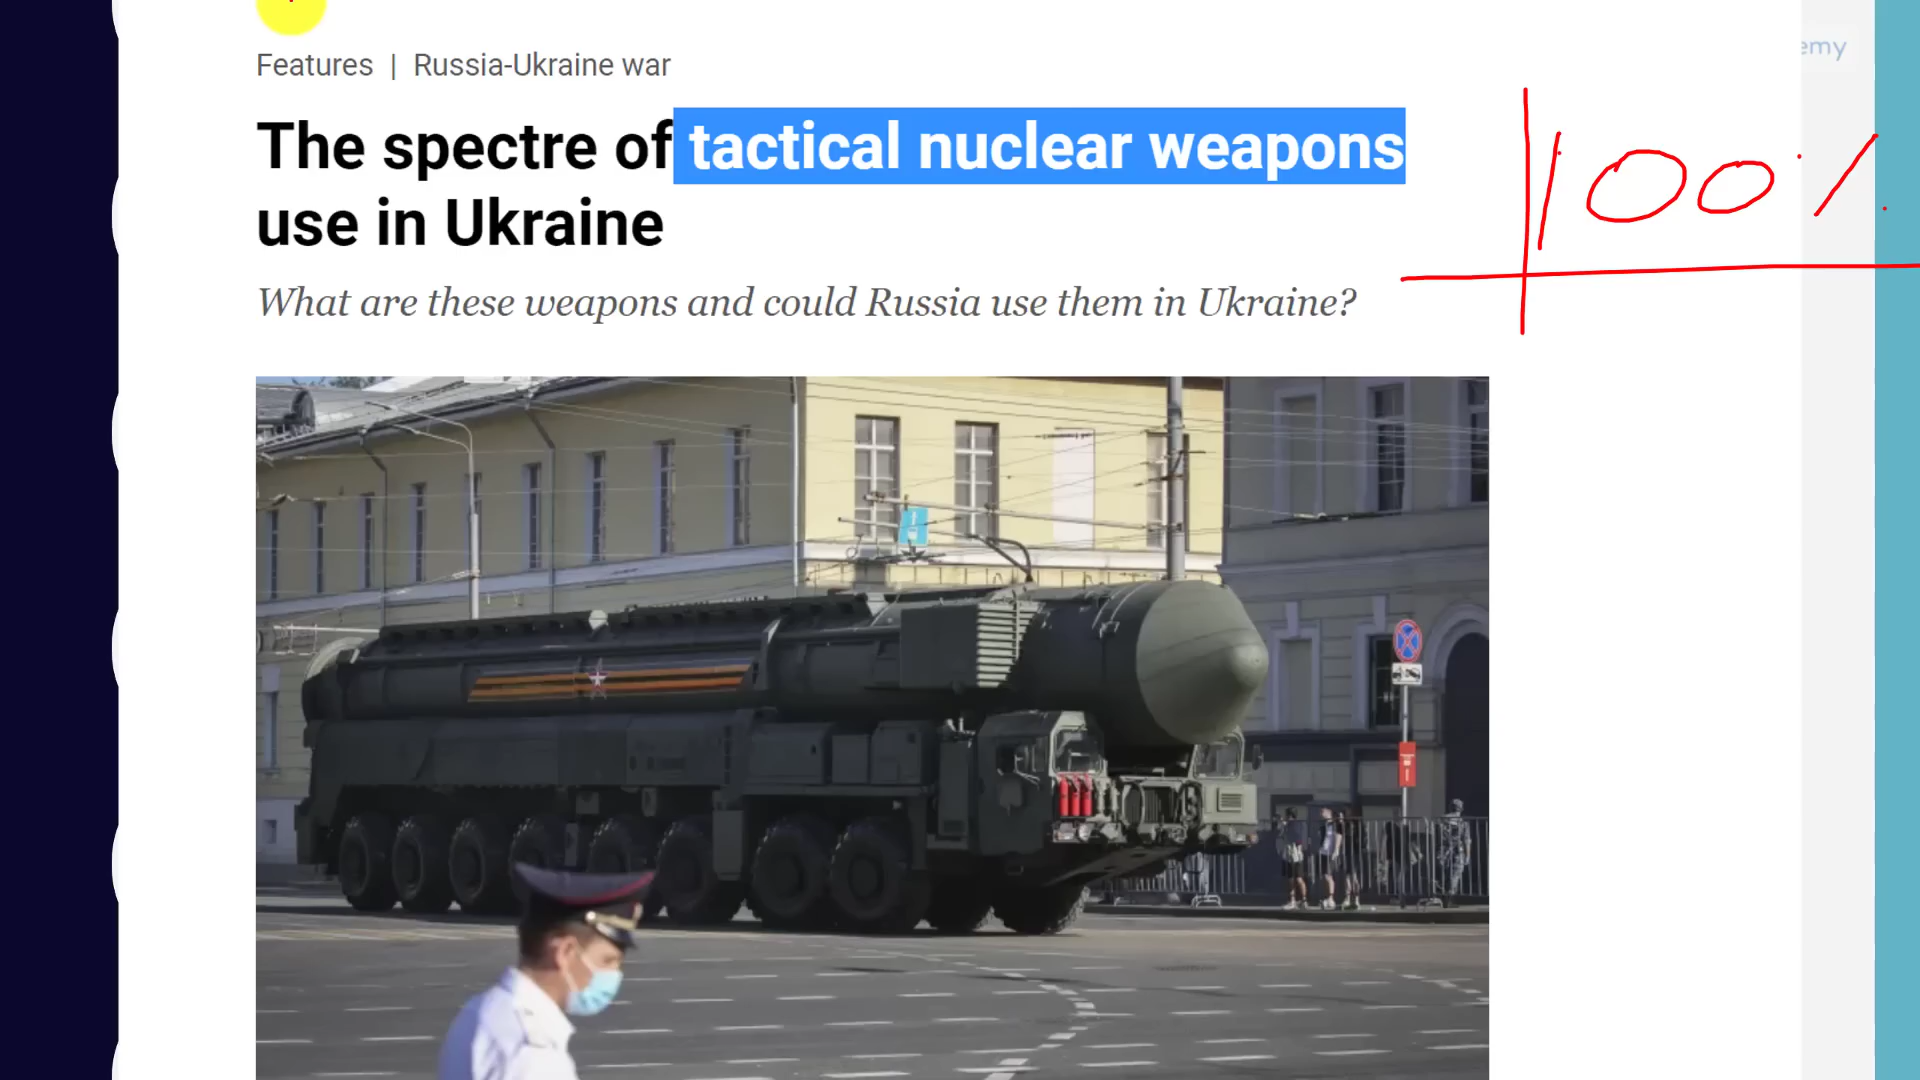 emy
Features | Russia-Ukraine war
The spectre of tactical nuclear weapons
use in Ukraine
What are these weapons and could Russia use them in Ukraine?
100%